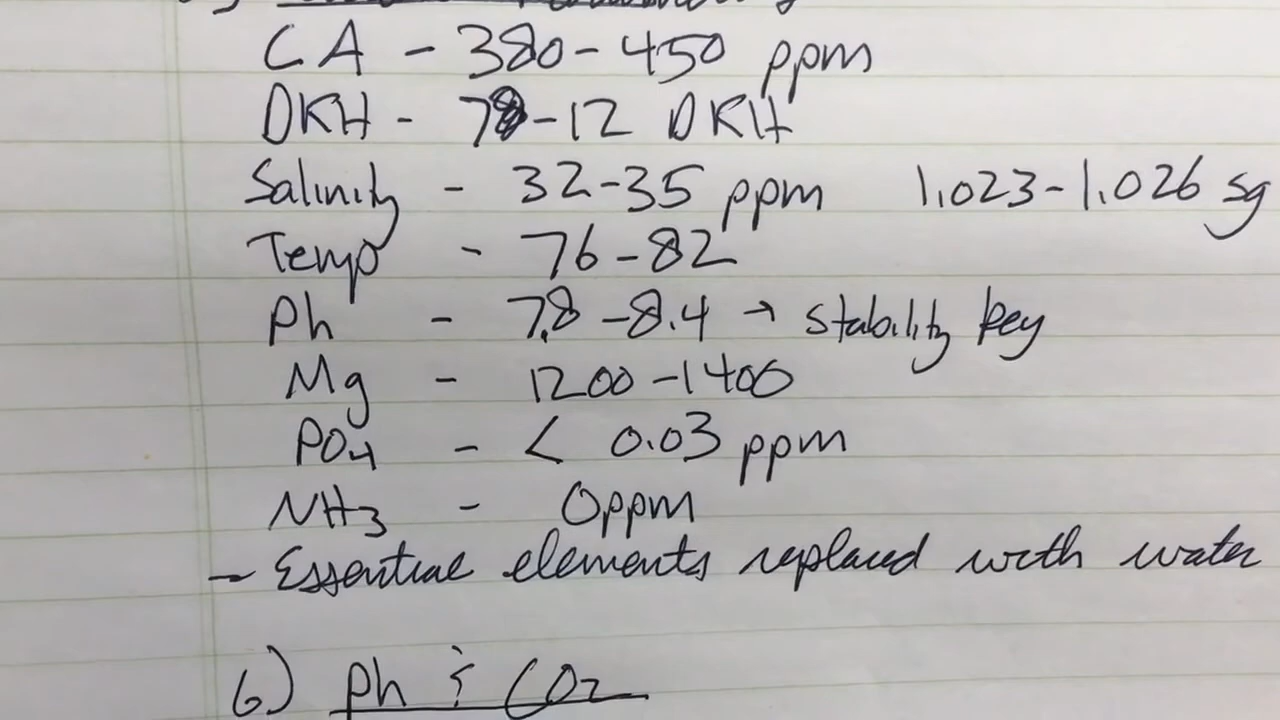 CA - 380-450 ppm
DKH - 7-12 DKH
Salinity - 32-35 ppm 1.023-1.026 sg
Temp - 76-82
Ph - 7.8-8.4 → stability key
Mg - 1200-1400
PO4 - < 0.03 ppm
NH3 - 0ppm
- Essential elements replaced with water
6) ph & CO2